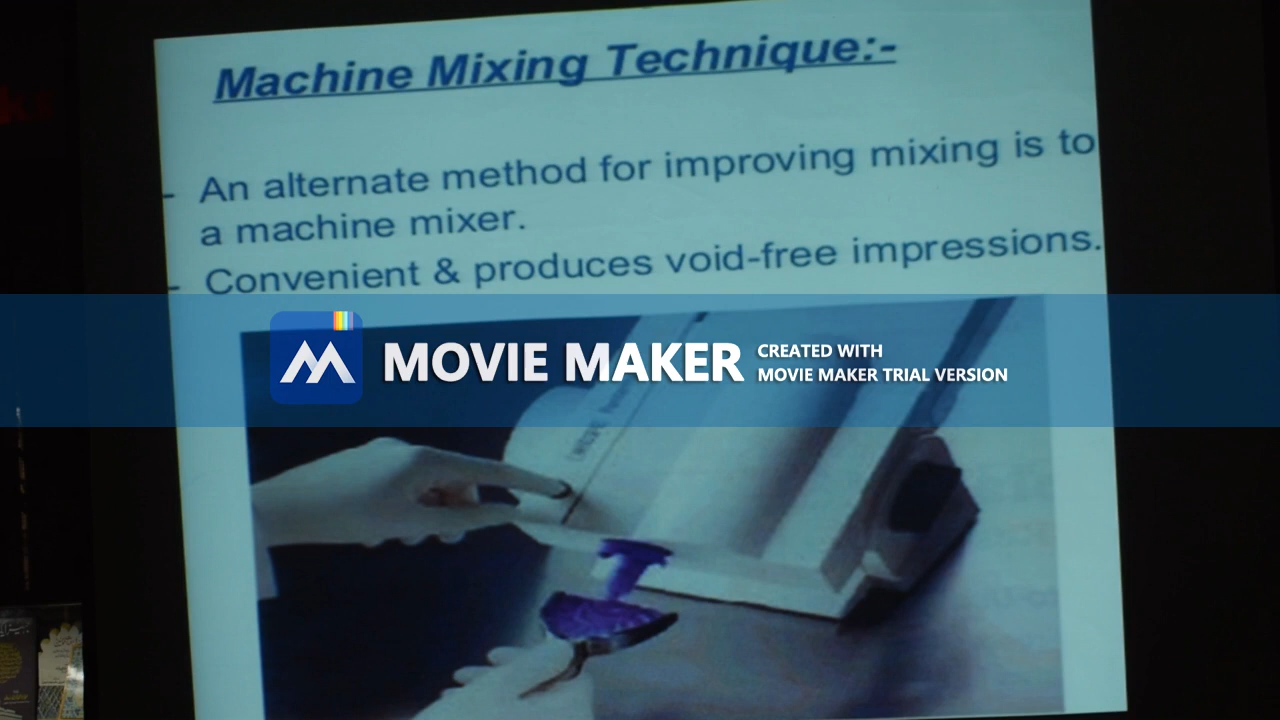 Machine Mixing Technique:-
- An alternate method for improving mixing is to
a machine mixer.
- Convenient & produces void-free impressions.
MOVIE MAKER
CREATED WITH
MOVIE MAKER TRIAL VERSION